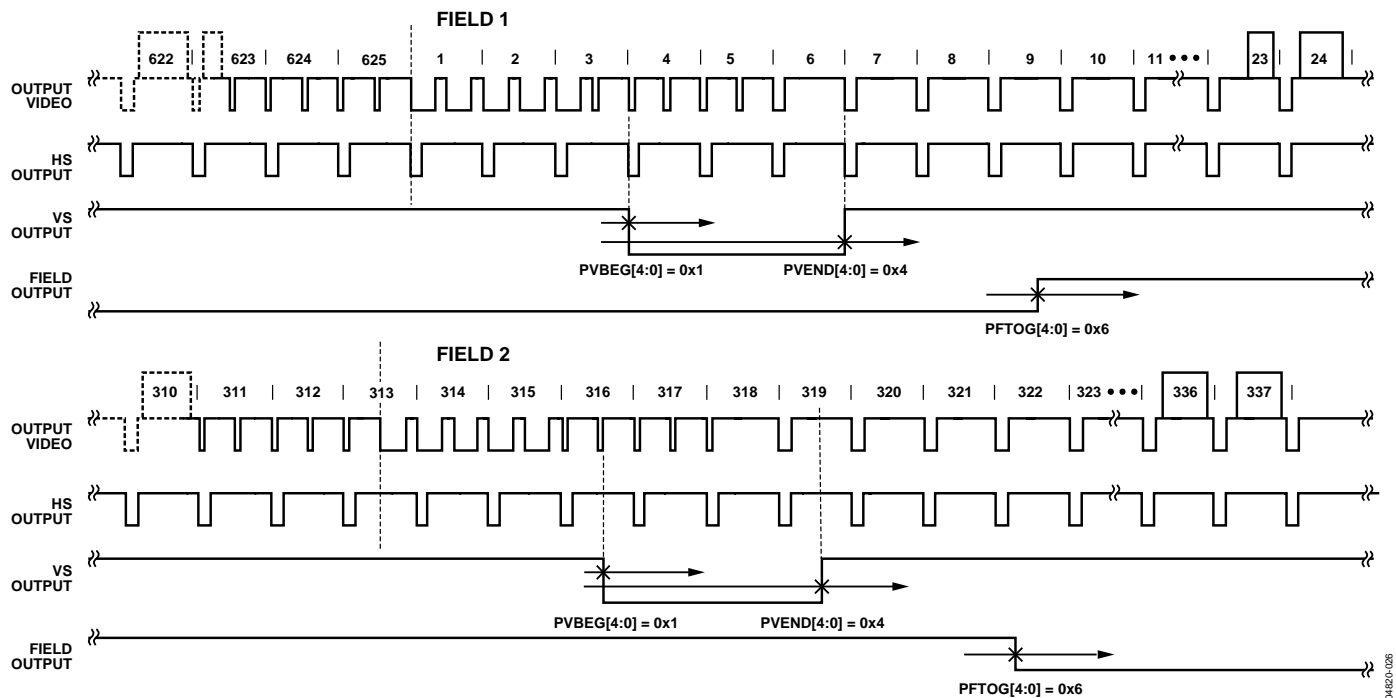 FIELD 1
622 623 624 625 1 2 3 4 5 6 7 8 9 10 11 ••• 23 24
OUTPUT
VIDEO
HS
OUTPUT
VS
OUTPUT
PVBEG[4:0] = 0x1 PVEND[4:0] = 0x4
FIELD
OUTPUT
PFTOG[4:0] = 0x6
FIELD 2
310 311 312 313 314 315 316 317 318 319 320 321 322 323 ••• 336 337
OUTPUT
VIDEO
HS
OUTPUT
VS
OUTPUT
PVBEG[4:0] = 0x1 PVEND[4:0] = 0x4
FIELD
OUTPUT
PFTOG[4:0] = 0x6
04820-026